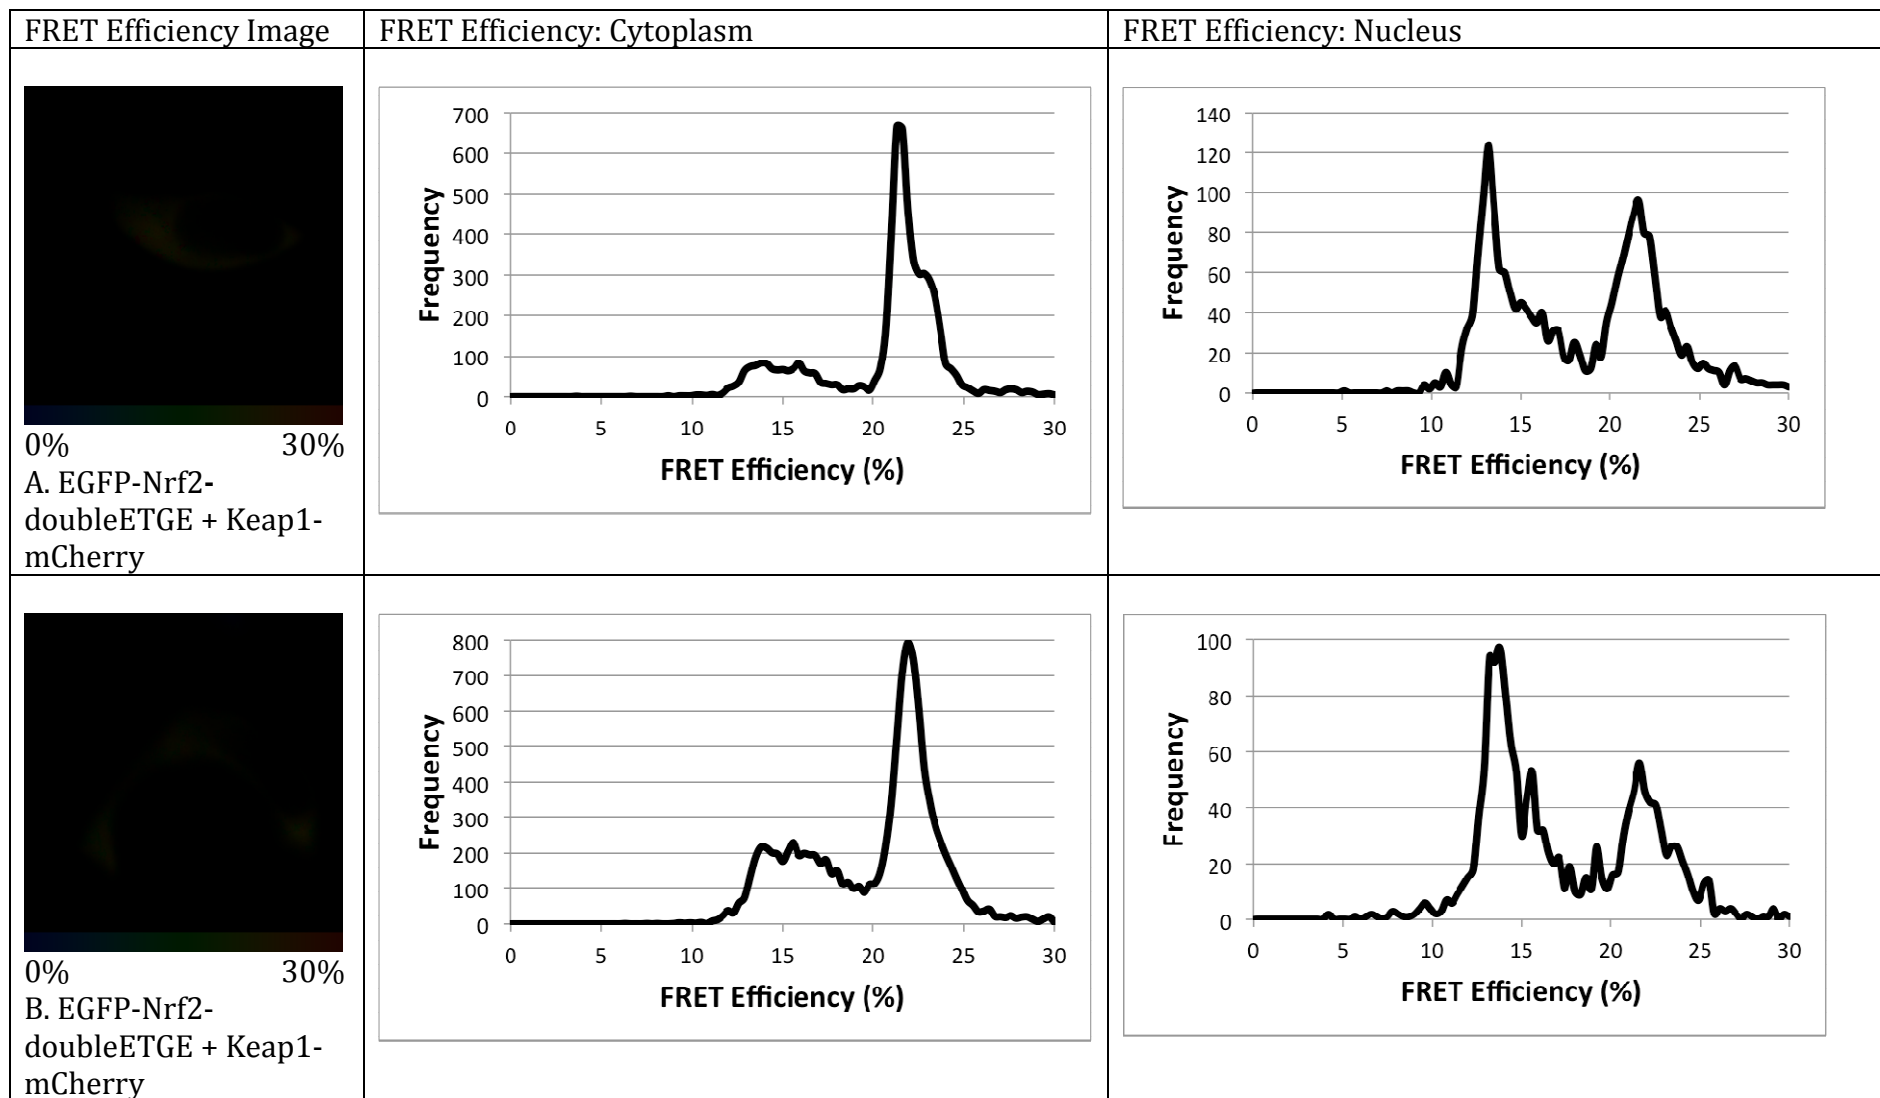 FRET Efficiency Image
FRET Efficiency: Cytoplasm
FRET Efficiency: Nucleus
0%
30%
A. EGFP-Nrf2-
doubleETGE + Keap1-
mCherry
700
600
500
400
300
200
100
0
Frequency
0 5 10 15 20 25 30
FRET Efficiency (%)
140
120
100
80
60
40
20
0
Frequency
0 5 10 15 20 25 30
FRET Efficiency (%)
0%
30%
B. EGFP-Nrf2-
doubleETGE + Keap1-
mCherry
800
700
600
500
400
300
200
100
0
Frequency
0 5 10 15 20 25 30
FRET Efficiency (%)
100
80
60
40
20
0
Frequency
0 5 10 15 20 25 30
FRET Efficiency (%)